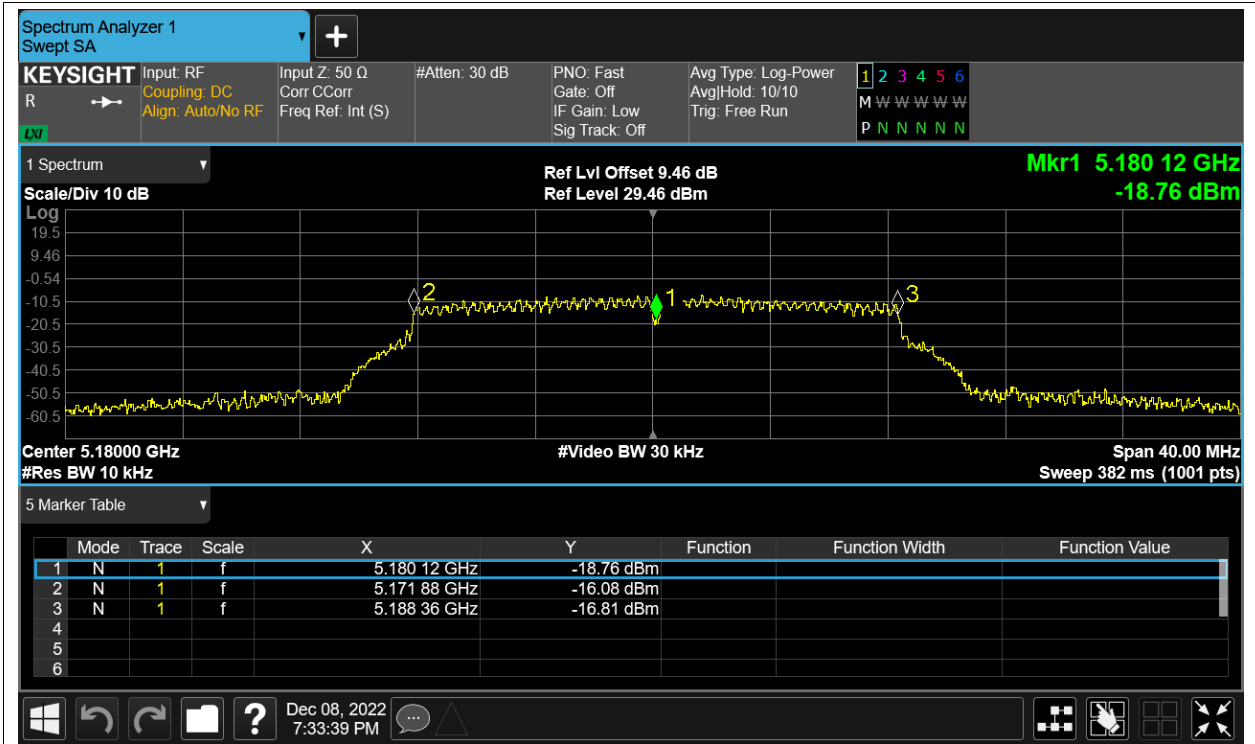 Spectrum Analyzer 1
Swept SA
KEYSIGHT
R
LXI
Input: RF
Coupling: DC
Align: Auto/No RF
Input Z: 50 Ω
Corr CCorr
Freq Ref: Int (S)
#Atten: 30 dB
PNO: Fast
Gate: Off
IF Gain: Low
Sig Track: Off
Avg Type: Log-Power
Avg|Hold: 10/10
Trig: Free Run
1 2 3 4 5 6
M W W W W W
P N N N N N
1 Spectrum
Scale/Div 10 dB
Ref Lvl Offset 9.46 dB
Ref Level 29.46 dBm
Mkr1 5.180 12 GHz
-18.76 dBm
Log
19.5
9.46
-0.54
-10.5
-20.5
-30.5
-40.5
-50.5
-60.5
2
1
3
Center 5.18000 GHz
#Video BW 30 kHz
Span 40.00 MHz
#Res BW 10 kHz
Sweep 382 ms (1001 pts)
5 Marker Table
Mode Trace Scale X Y Function Function Width Function Value
1 N 1 f 5.180 12 GHz -18.76 dBm
2 N 1 f 5.171 88 GHz -16.08 dBm
3 N 1 f 5.188 36 GHz -16.81 dBm
4
5
6
?
Dec 08, 2022
7:33:39 PM